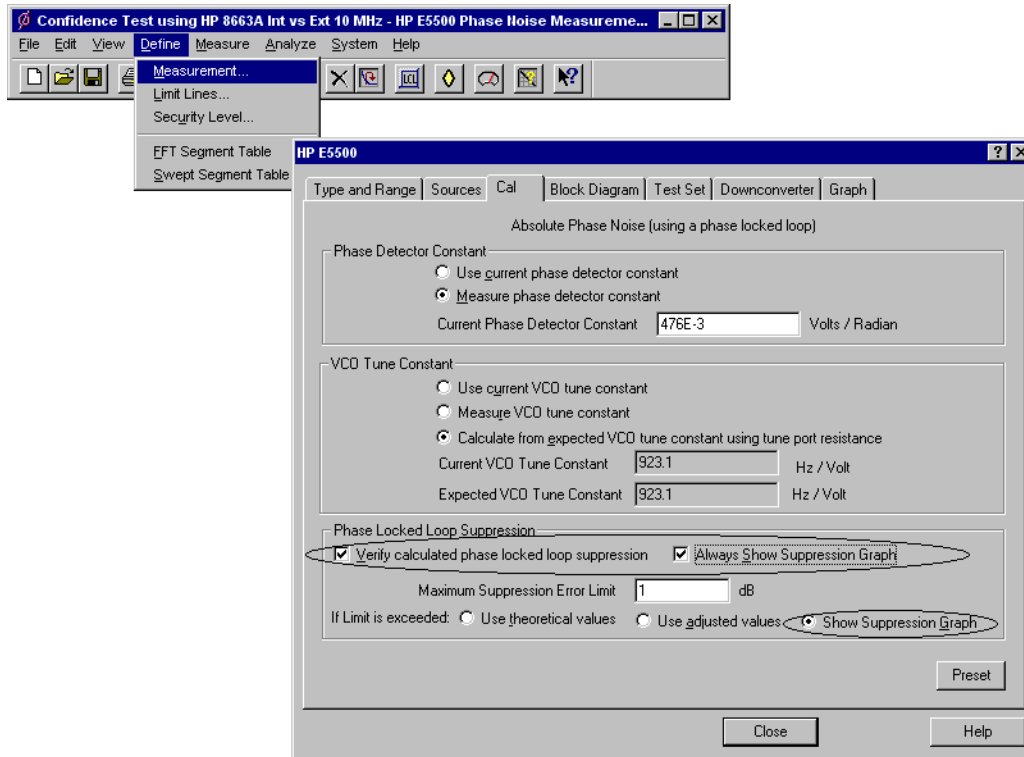 Confidence Test using HP 8663A Int vs Ext 10 MHz - HP E5500 Phase Noise Measureme...
File Edit View Define Measure Analyze System Help
Measurement...
Limit Lines...
Security Level...
FFT Segment Table
Swept Segment Table
HP E5500
Type and Range Sources Cal Block Diagram Test Set Downconverter Graph
Absolute Phase Noise (using a phase locked loop)
Phase Detector Constant
Use current phase detector constant
Measure phase detector constant
Current Phase Detector Constant 476E-3 Volts / Radian
VCO Tune Constant
Use current VCO tune constant
Measure VCO tune constant
Calculate from expected VCO tune constant using tune port resistance
Current VCO Tune Constant 923.1 Hz / Volt
Expected VCO Tune Constant 923.1 Hz / Volt
Phase Locked Loop Suppression
Verify calculated phase locked loop suppression Always Show Suppression Graph
Maximum Suppression Error Limit 1 dB
If Limit is exceeded: Use theoretical values Use adjusted values Show Suppression Graph
Preset
Close Help